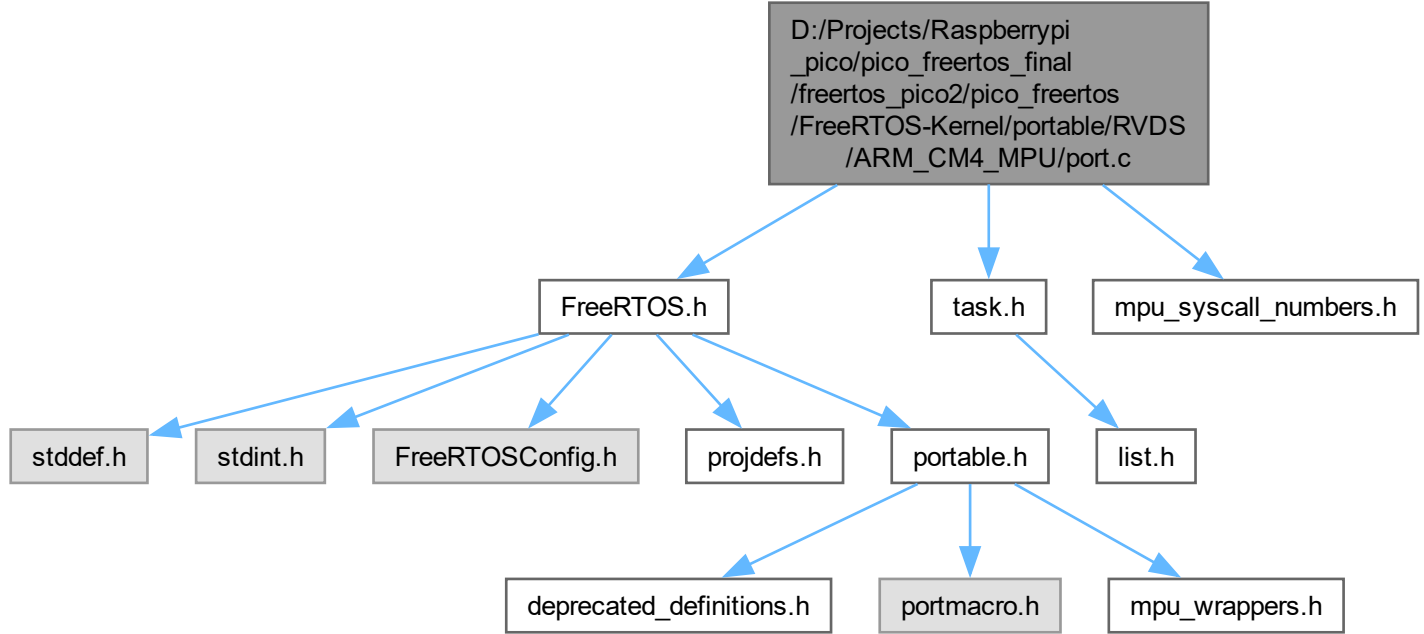 D:/Projects/Raspberrypi
_pico/pico_freertos_final
/freertos_pico2/pico_freertos
/FreeRTOS-Kernel/portable/RVDS
/ARM_CM4_MPU/port.c
FreeRTOS.h
task.h
mpu_syscall_numbers.h
stddef.h
stdint.h
FreeRTOSConfig.h
projdefs.h
portable.h
list.h
deprecated_definitions.h
portmacro.h
mpu_wrappers.h